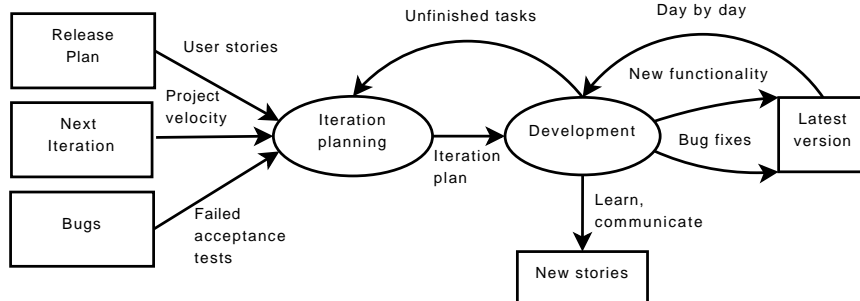 Unfinished tasks
Day by day
Release
Plan
User stories
New functionality
Project
velocity
Next
Iteration
Iteration
planning
Development
Latest
version
Bug fixes
Iteration
plan
Bugs
Failed
acceptance
tests
Learn,
communicate
New stories